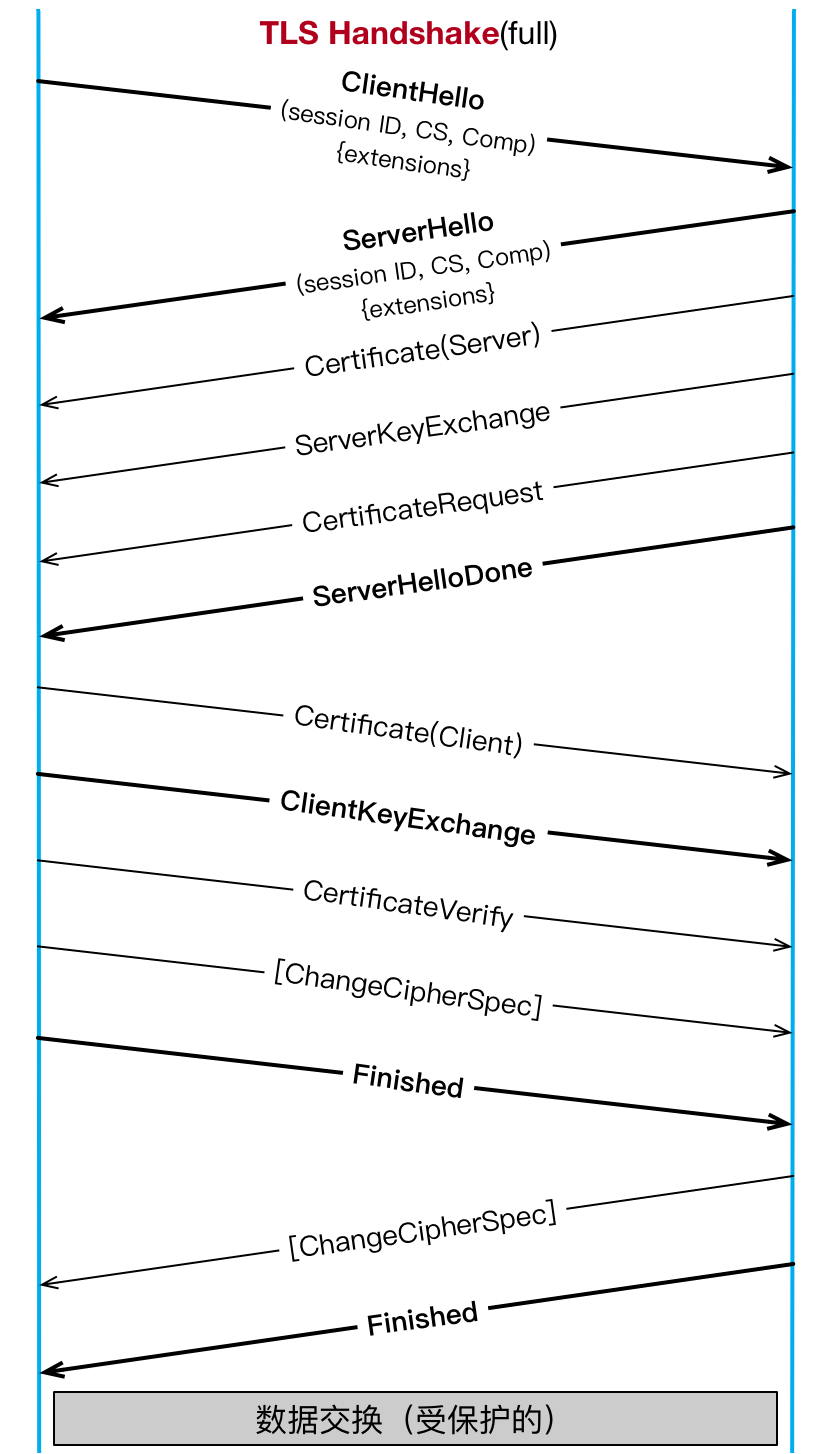 TLS Handshake(full)
ClientHello
(session ID, CS, Comp)
{extensions}
ServerHello
(session ID, CS, Comp)
{extensions}
Certificate(Server)
ServerKeyExchange
CertificateRequest
ServerHelloDone
Certificate(Client)
ClientKeyExchange
CertificateVerify
[ChangeCipherSpec]
Finished
[ChangeCipherSpec]
Finished
数据交换（受保护的）